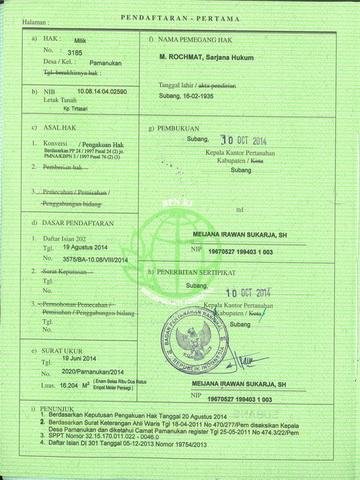 PENDAFTARAN - PERTAMA
Halaman :
a) HAK : Milik
No. : 3185
Desa / Kel. : Pamanukan
Tgl. berakhirnya hak :
b) NIB 10.08.14.04.02590
Letak Tanah
Kp. Tirtasari
c) ASAL HAK
1. Konversi / Pengakuan Hak
Berdasarkan PP 24 / 1997 Pasal 24 (2) jo.
PMNA/KBPN 3 / 1997 Pasal 76 (2) (3)
2. Pemberian hak
3. Pemecahan / Pemisahan /
Penggabungan bidang
d) DASAR PENDAFTARAN
1. Daftar Isian 202
Tgl. 19 Agustus 2014
No. 3575/BA-10.08/VIII/2014
2. Surat Keputusan
Tgl.
No.
3. Permohonan Pemecahan /
Pemisahan / Penggabungan bidang
Tgl.
e) SURAT UKUR
Tgl. 19 Juni 2014
No. 2020/Pamanukan/2014
Luas 16.204 M² ( Enam Belas Ribu Dua Ratus
Empat Meter Persegi )
f) NAMA PEMEGANG HAK
M. ROCHMAT, Sarjana Hukum
Tanggal lahir / akta pendirian
Subang, 16-02-1935
g) PEMBUKUAN
Subang, 10 OCT 2014
Kepala Kantor Pertanahan
Kabupaten / Kota
Subang
ttd
MEIJANA IRAWAN SUKARJA, SH
NIP 19670527 199403 1 003
h) PENERBITAN SERTIPIKAT
Subang,
10 OCT 2014
Kepala Kantor Pertanahan
Kabupaten / Kota
Subang
BADAN PERTANAHAN NASIONAL
REPUBLIK INDONESIA
MEIJANA IRAWAN SUKARJA, SH
NIP 19670527 199403 1 003
i) PENUNJUK
1. Berdasarkan Keputusan Pengakuan Hak Tanggal 20 Agustus 2014
2. Berdasarkan Surat Keterangan Ahli Waris Tgl 18-04-2011 No 470/277/Pem disaksikan Kepala
Desa Pamanukan dan diketahui Camat Pamanukan register Tgl 25-05-2011 No 474.3/22/Pem
3. SPPT Nomor 32.15.170.011.022 - 0046.0
4. Daftar Isian DI 301 Tanggal 05-12-2013 Nomor 19754/2013